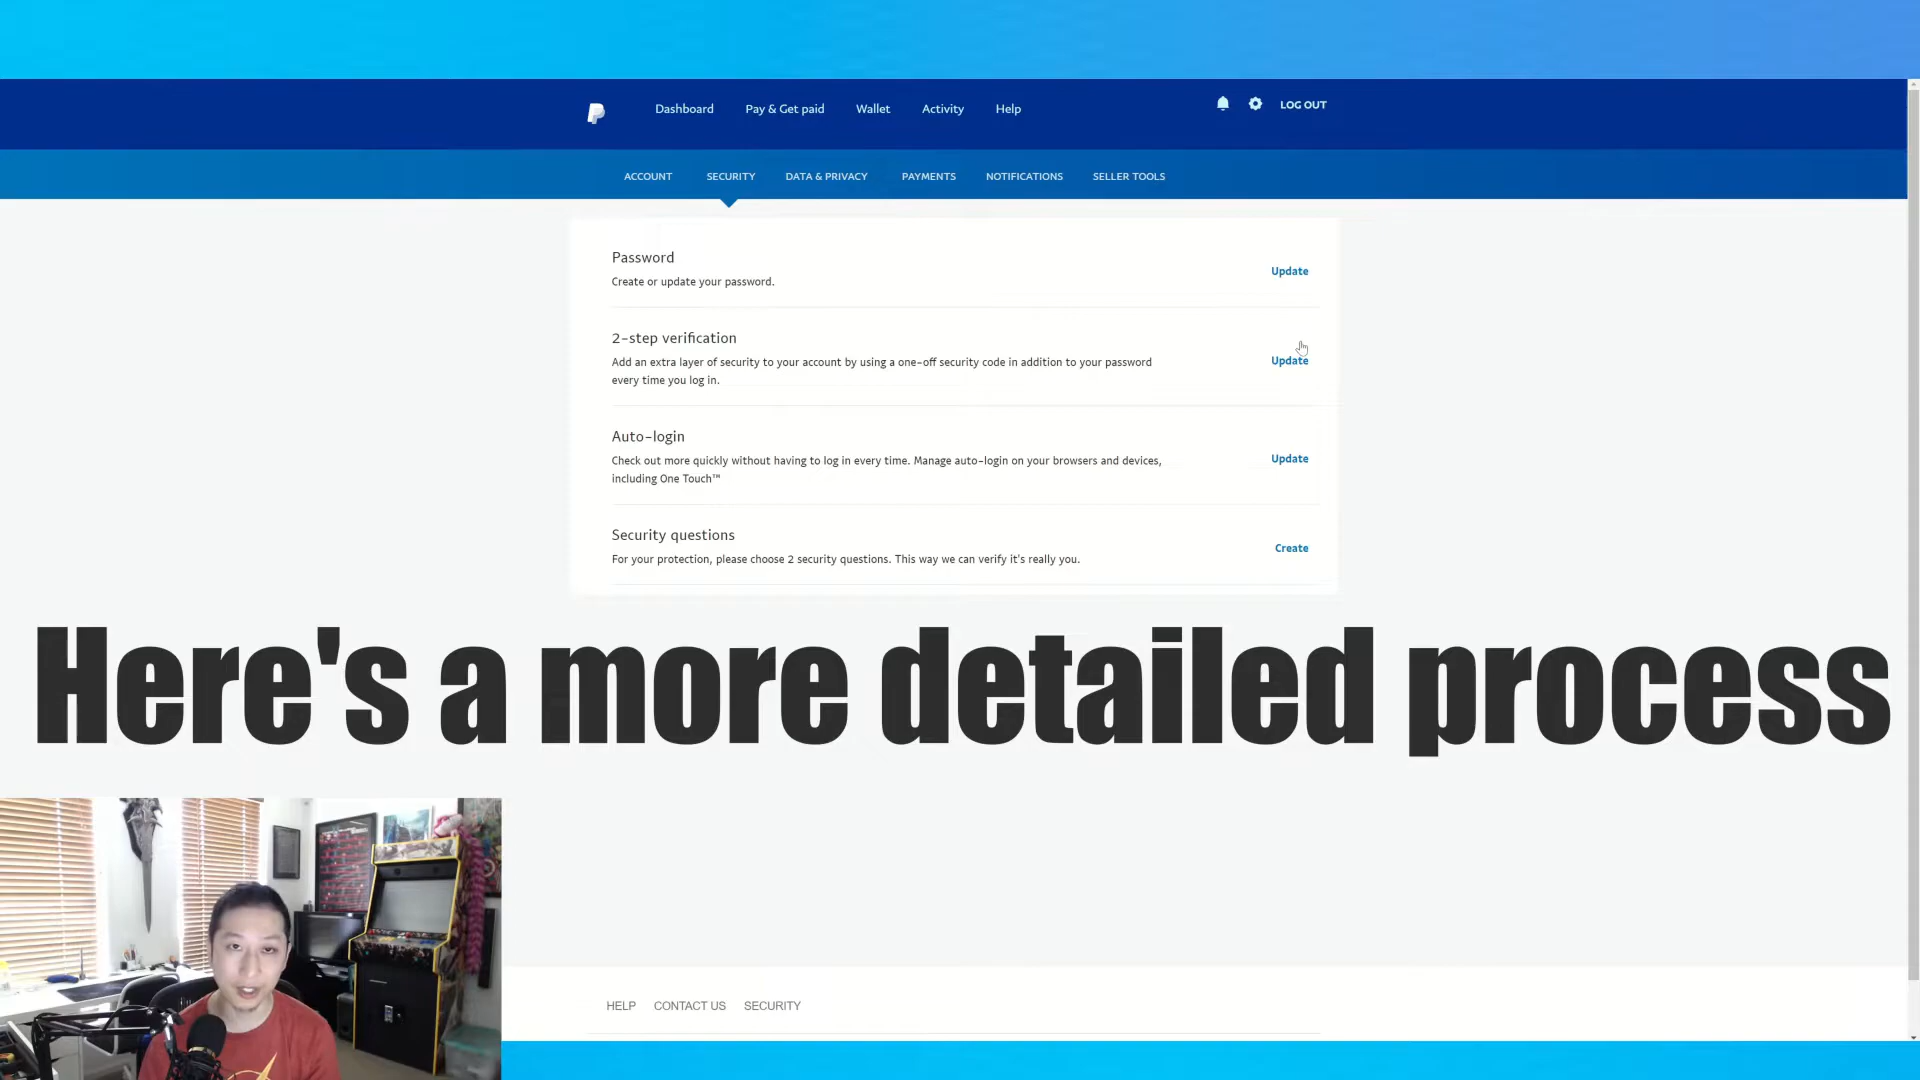 Dashboard Pay & Get paid Wallet Activity Help LOG OUT
ACCOUNT SECURITY DATA & PRIVACY PAYMENTS NOTIFICATIONS SELLER TOOLS
Password
Create or update your password.
Update
2-step verification
Add an extra layer of security to your account by using a one-off security code in addition to your password
every time you log in.
Update
Auto-login
Check out more quickly without having to log in every time. Manage auto-login on your browsers and devices,
including One Touch™
Update
Security questions
For your protection, please choose 2 security questions. This way we can verify it's really you.
Create
Here's a more detailed process
HELP CONTACT US SECURITY